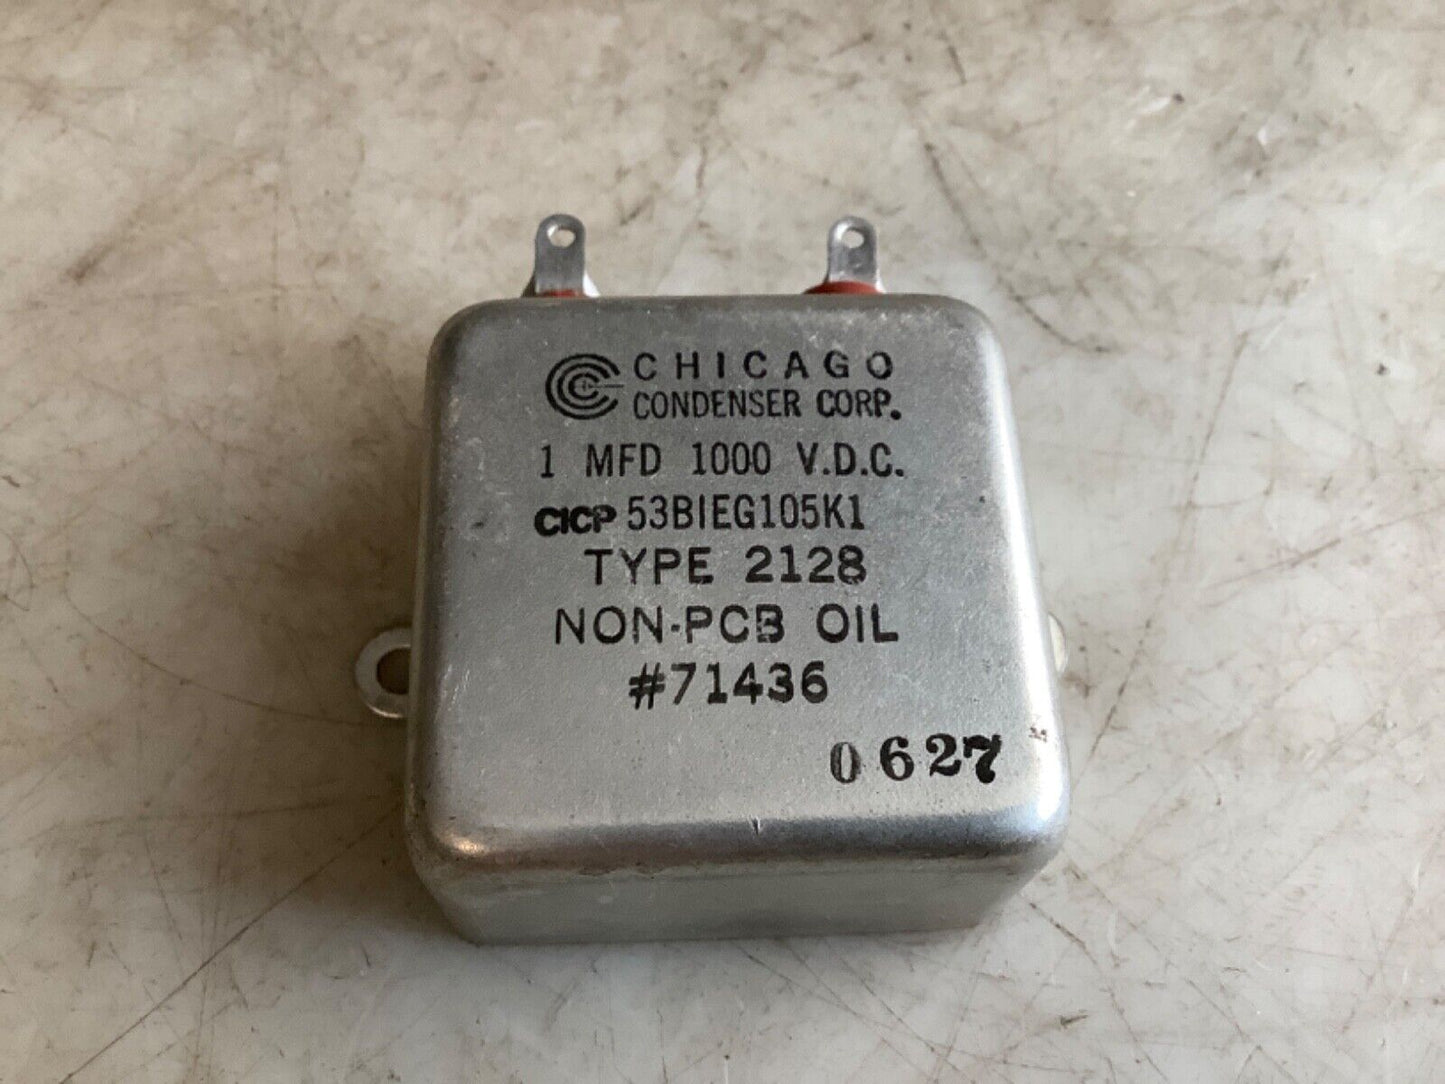 CHICAGO
CONDENSER CORP.
1 MFD 1000 V.D.C.
CICP 53BIEG105K1
TYPE 2128
NON-PCB OIL
#71436
0627